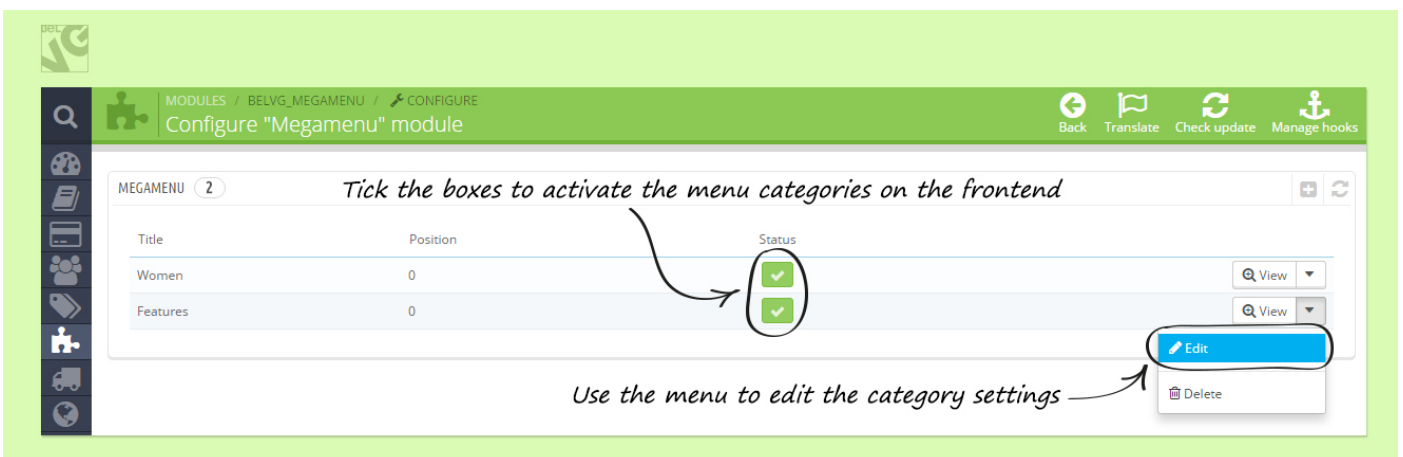 BelVG
MODULES / BELVG_MEGAMENU / CONFIGURE
Configure "Megamenu" module
Back Translate Check update Manage hooks
MEGAMENU 2
Tick the boxes to activate the menu categories on the frontend
Title Position Status
Women 0 View
Features 0 View
Edit
Use the menu to edit the category settings
Delete